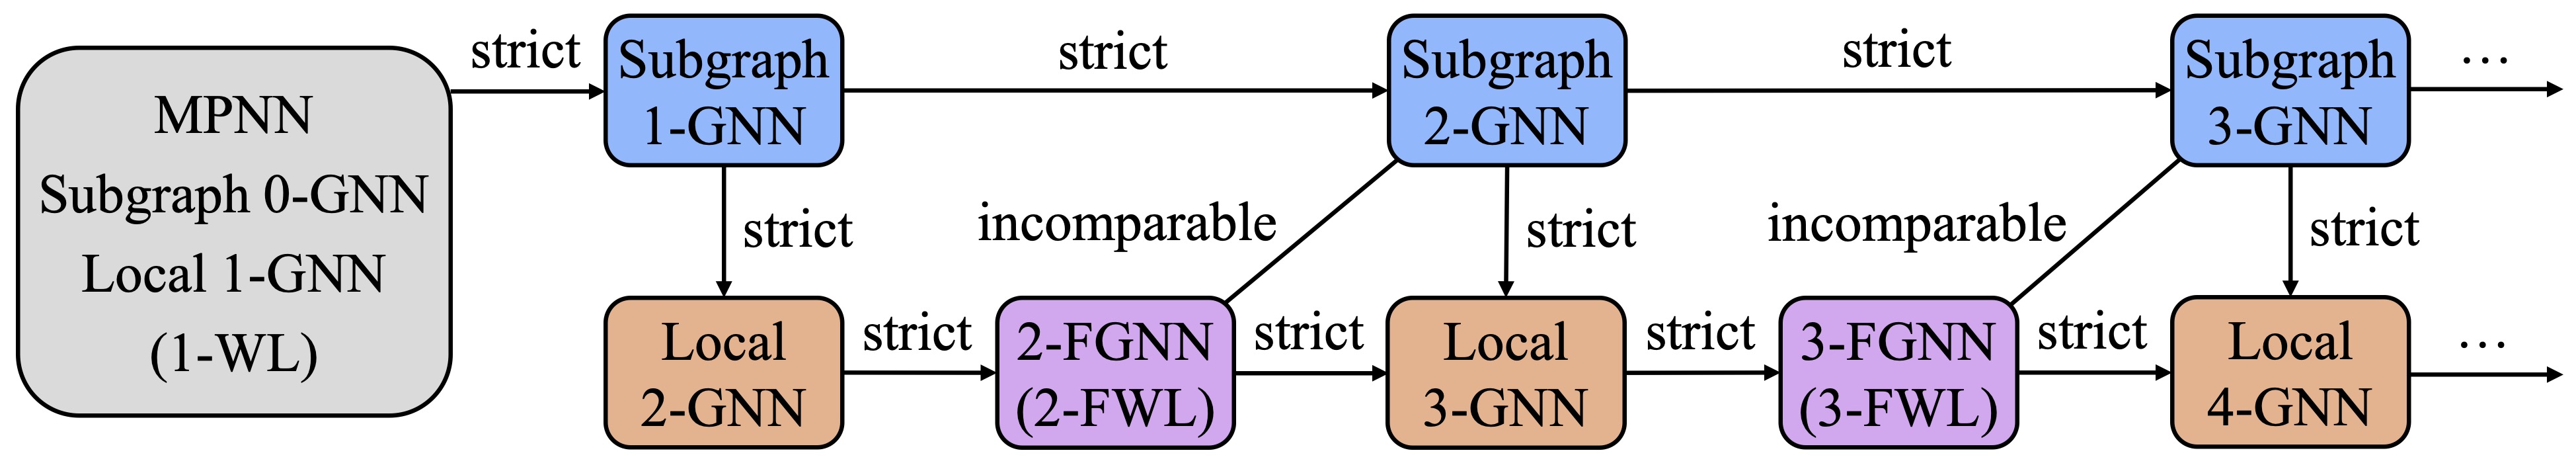 MPNN
Subgraph 0-GNN
Local 1-GNN
(1-WL)
strict
Subgraph
1-GNN
strict
Subgraph
2-GNN
strict
Subgraph
3-GNN
...
strict
incomparable
strict
incomparable
strict
Local
2-GNN
strict
2-FGNN
(2-FWL)
strict
Local
3-GNN
strict
3-FGNN
(3-FWL)
strict
Local
4-GNN
...